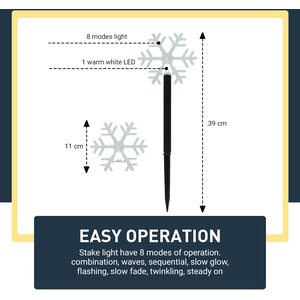 8 modes light
1 warm white LED
39 cm
11 cm
EASY OPERATION
Stake light have 8 modes of operation.
combination, waves, sequential, slow glow,
flashing, slow fade, twinkling, steady on